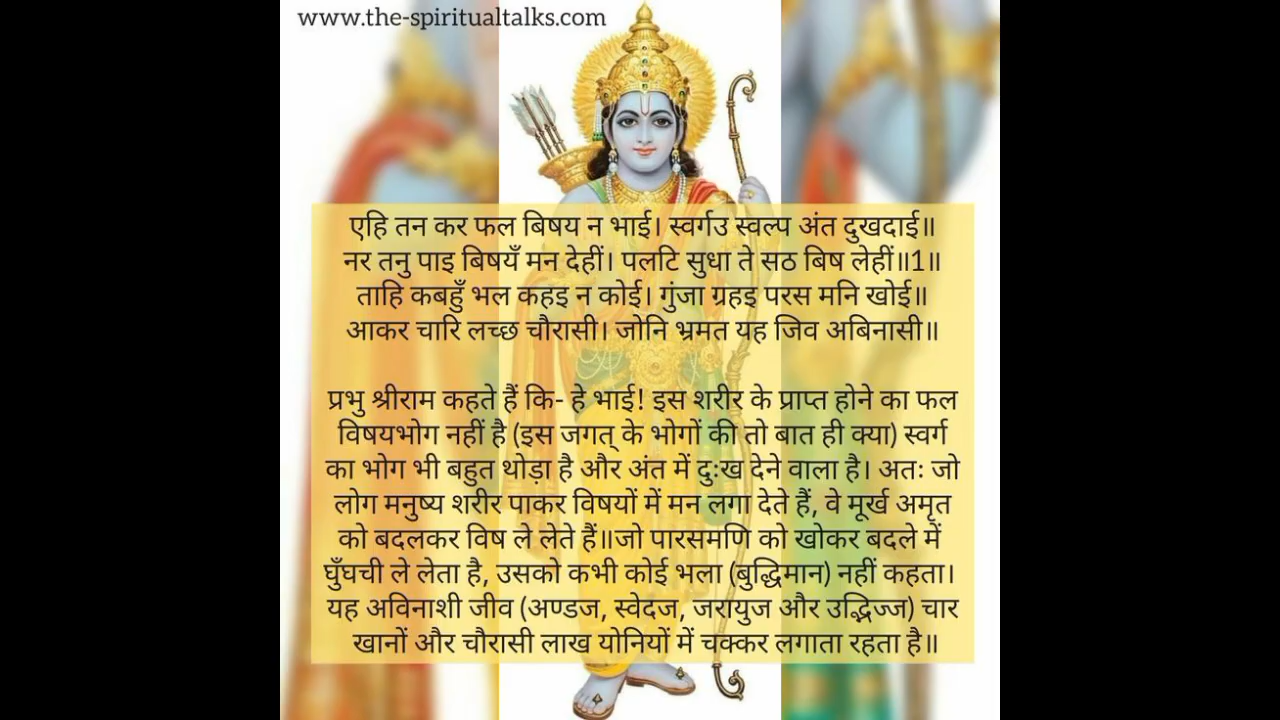 www.the-spiritualtalks.com
एहि तन कर फल बिषय न भाई। स्वर्गउ स्वल्प अंत दुखदाई॥
नर तनु पाइ बिषयँ मन देहीं। पलटि सुधा ते सठ बिष लेहीं॥1॥
ताहि कबहुँ भल कहइ न कोई। गुंजा ग्रहइ परस मनि खोई॥
आकर चारि लच्छ चौरासी। जोनि भ्रमत यह जिव अबिनासी॥
प्रभु श्रीराम कहते हैं कि- हे भाई! इस शरीर के प्राप्त होने का फल
विषयभोग नहीं है (इस जगत् के भोगों की तो बात ही क्या) स्वर्ग
का भोग भी बहुत थोड़ा है और अंत में दुःख देने वाला है। अतः जो
लोग मनुष्य शरीर पाकर विषयों में मन लगा देते हैं, वे मूर्ख अमृत
को बदलकर विष ले लेते हैं॥जो पारसमणि को खोकर बदले में
घुँघची ले लेता है, उसको कभी कोई भला (बुद्धिमान) नहीं कहता।
यह अविनाशी जीव (अण्डज, स्वेदज, जरायुज और उद्भिज्ज) चार
खानों और चौरासी लाख योनियों में चक्कर लगाता रहता है॥